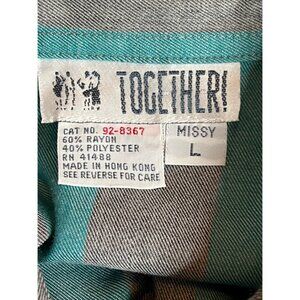 TOGETHER!
CAT NO. 92-8367
60% RAYON
40% POLYESTER
RN 41488
MADE IN HONG KONG
SEE REVERSE FOR CARE
MISSY
L